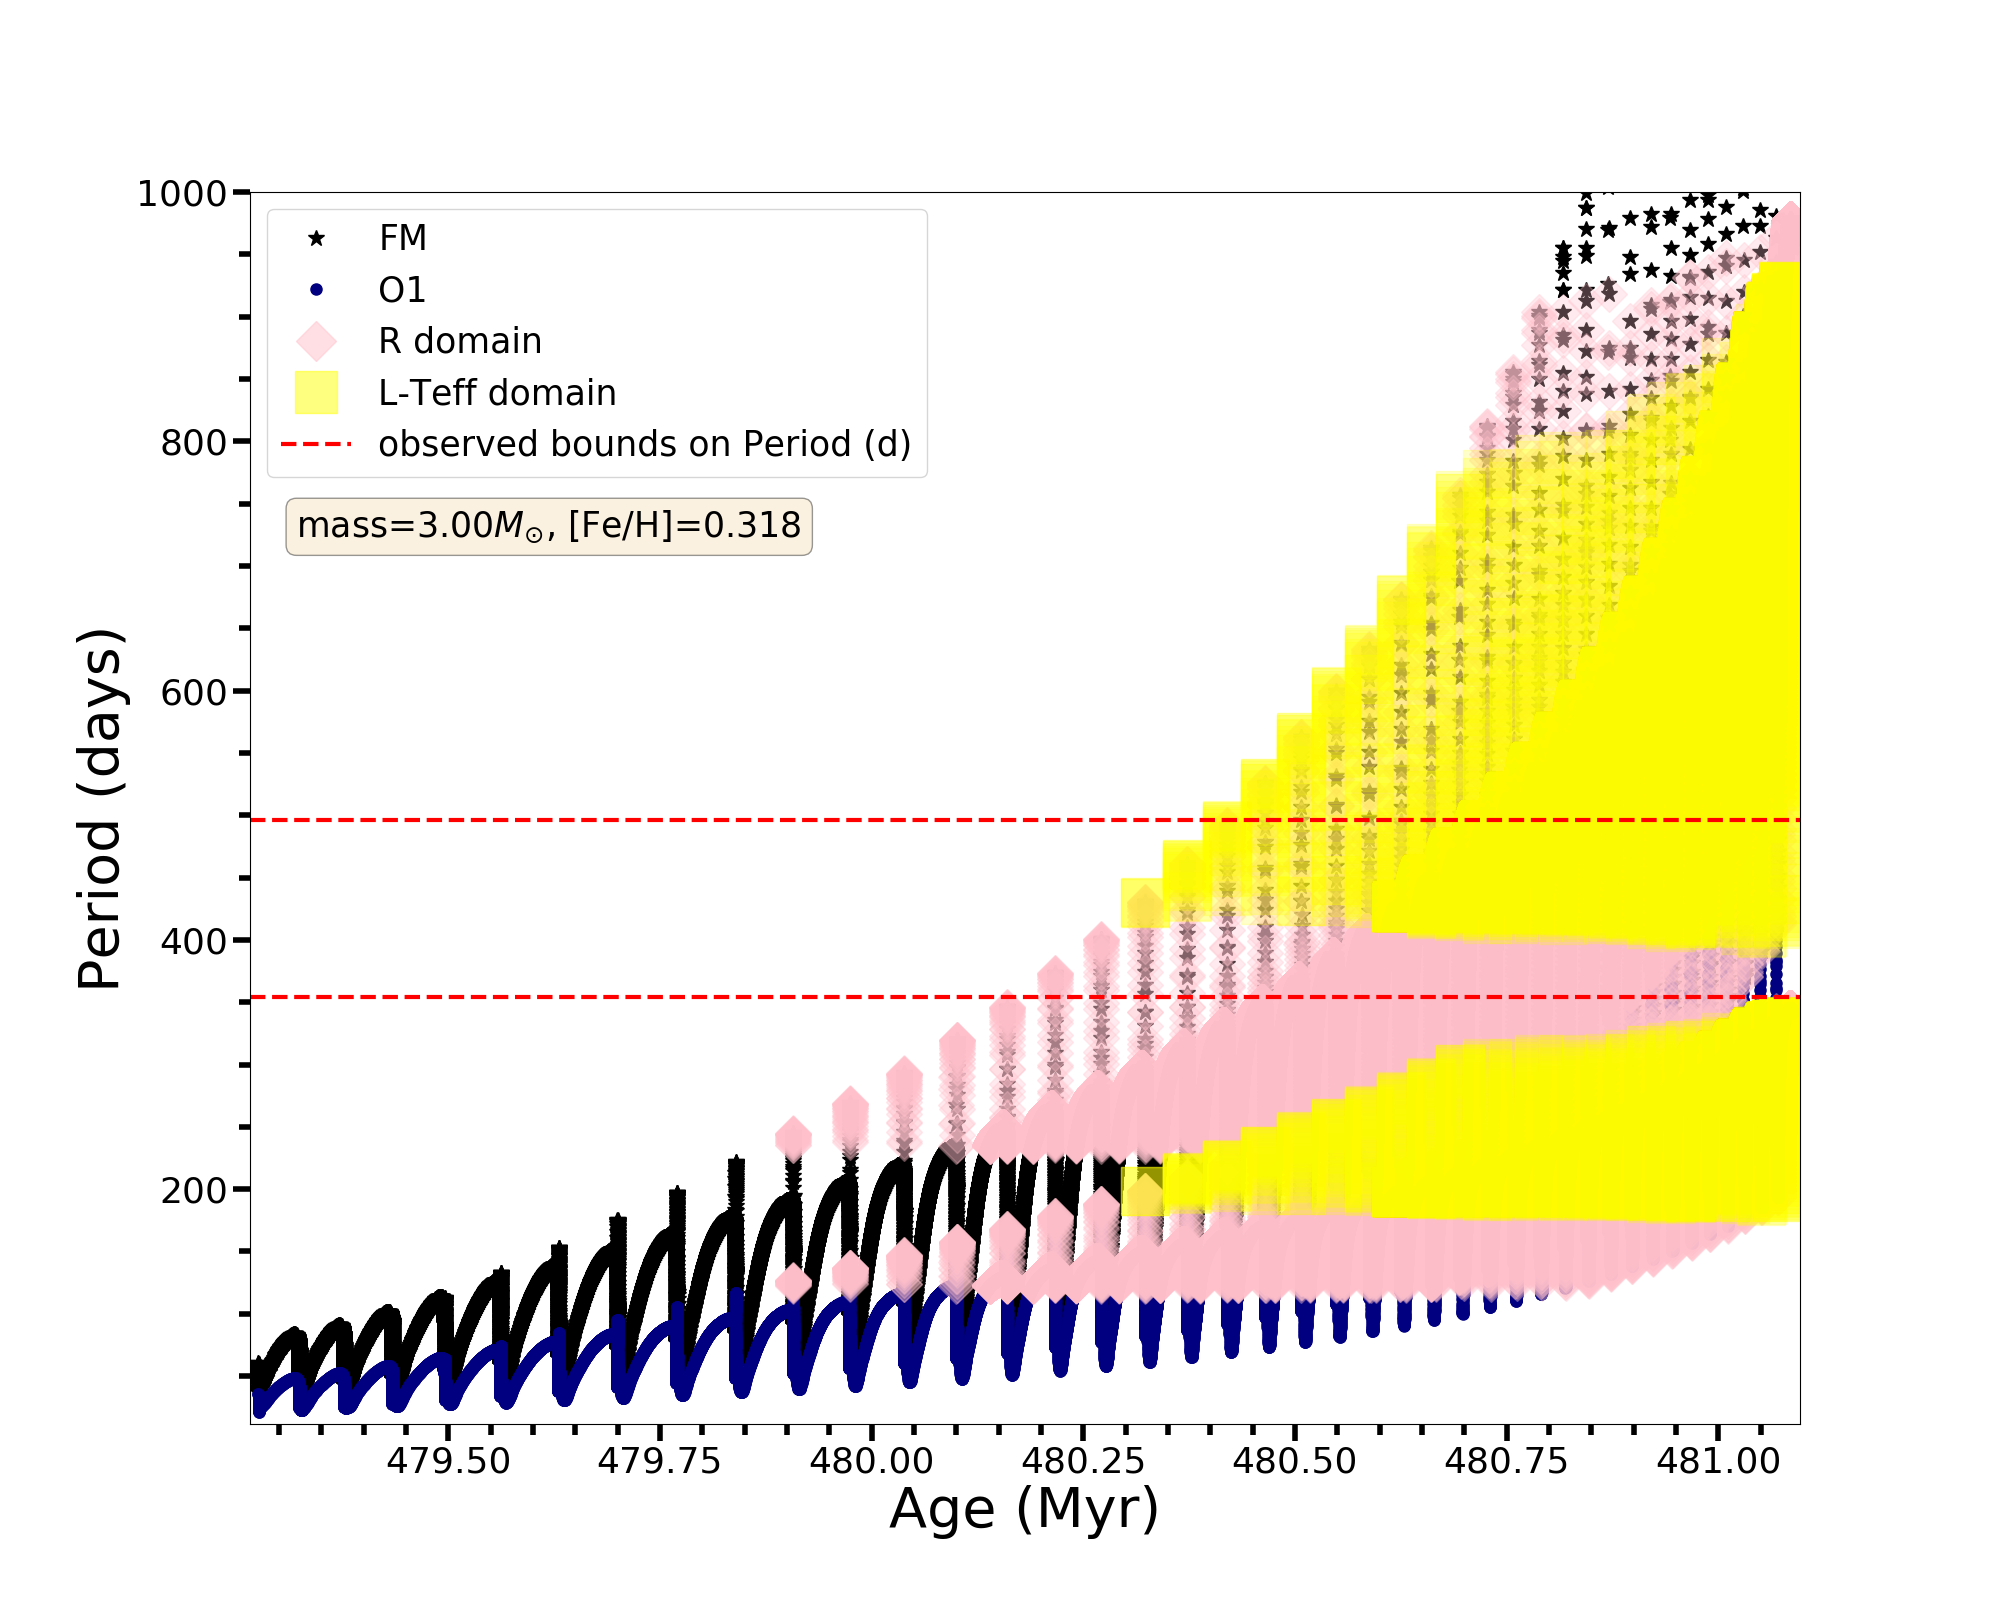 1000
800
600
400
200
Period (days)
FM
O1
R domain
L-Teff domain
observed bounds on Period (d)
mass=3.00M⊙, [Fe/H]=0.318
479.50 479.75 480.00 480.25 480.50 480.75 481.00
Age (Myr)